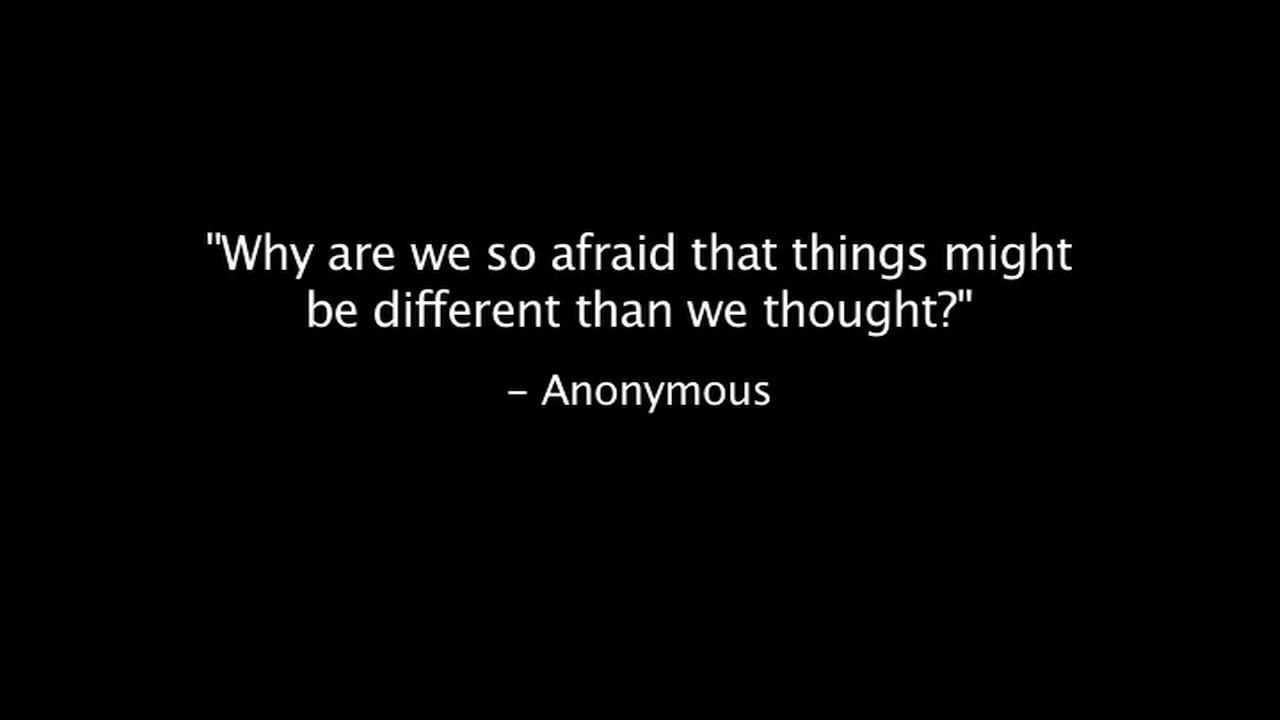 "Why are we so afraid that things might
be different than we thought?"
– Anonymous